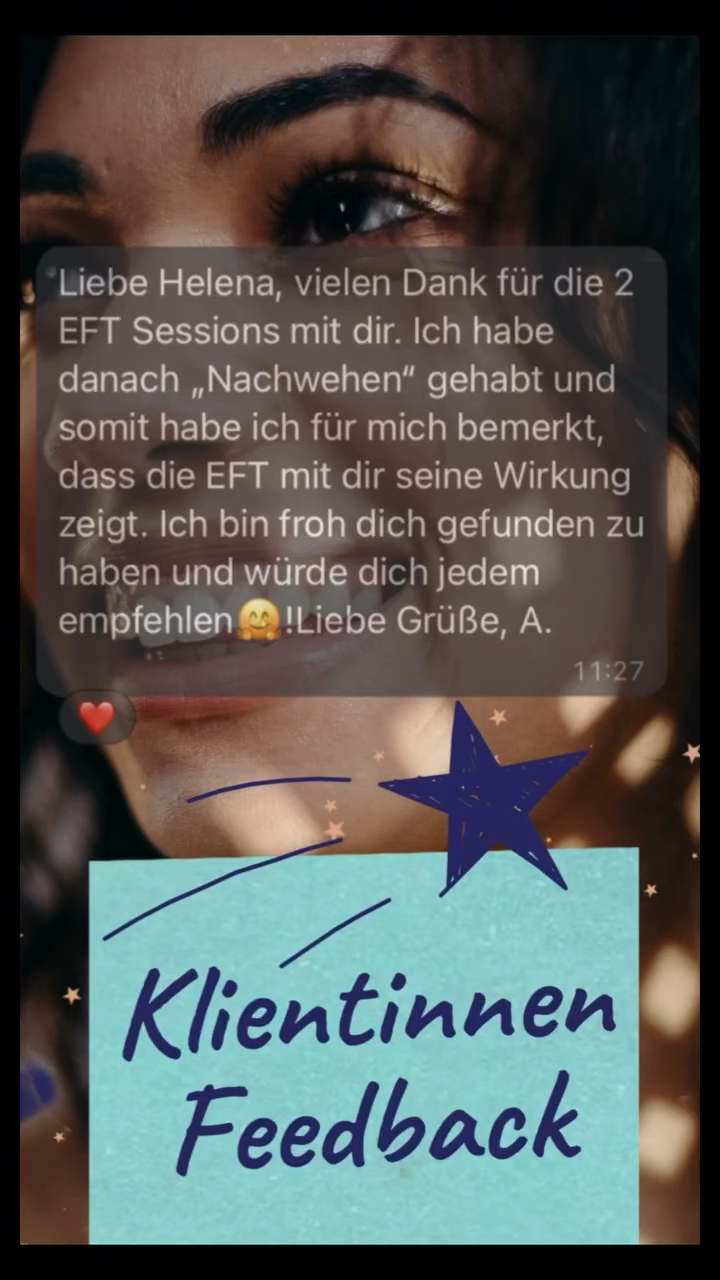 Liebe Helena, vielen Dank für die 2
EFT Sessions mit dir. Ich habe
danach „Nachwehen“ gehabt und
somit habe ich für mich bemerkt,
dass die EFT mit dir seine Wirkung
zeigt. Ich bin froh dich gefunden zu
haben und würde dich jedem
empfehlen🤗!Liebe Grüße, A.
11:27
Klientinnen
Feedback